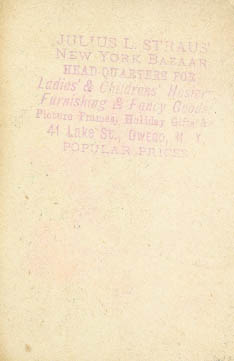 JULIUS L. STRAUS'
NEW YORK BAZAAR
HEAD-QUARTERS FOR
Ladies' & Childrens' Hosiery
Furnishing & Fancy Goods,
Picture Frames, Holiday Gifts &
41 Lake St., Owego, N. Y.
POPULAR PRICES